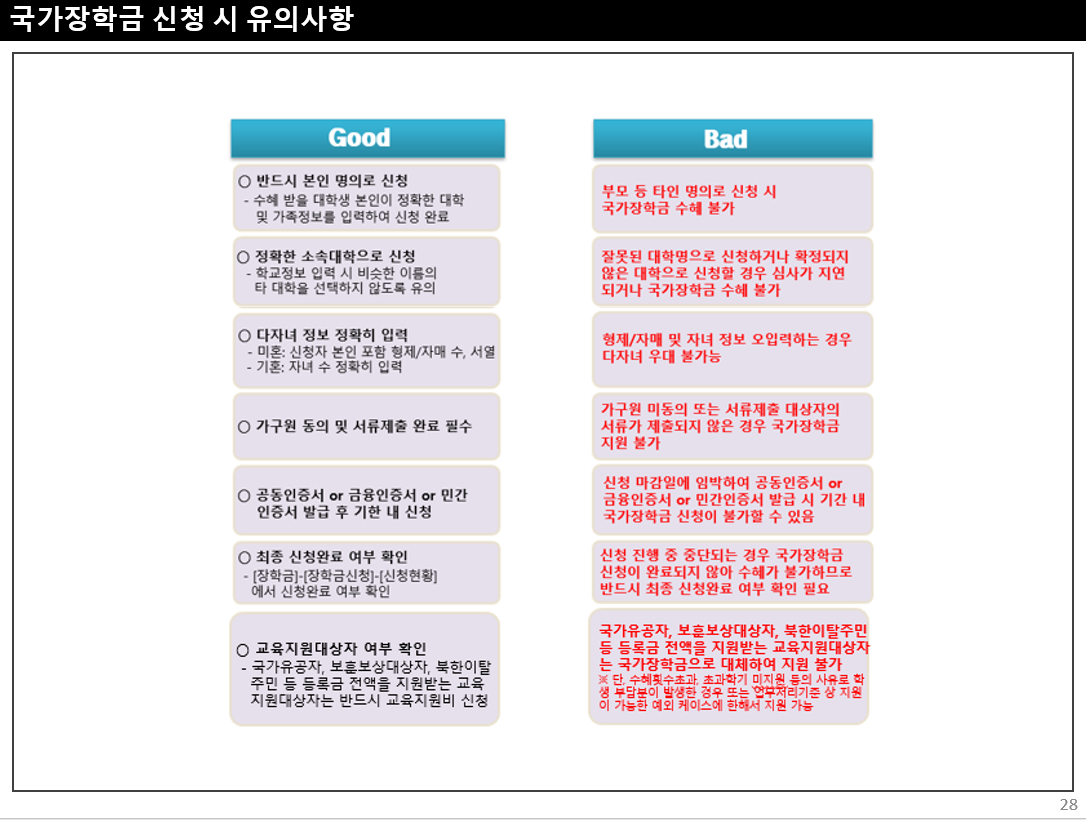 국가장학금 신청 시 유의사항
Good
○ 반드시 본인 명의로 신청
- 수혜 받을 대학생 본인이 정확한 대학
및 가족정보를 입력하여 신청 완료
○ 정확한 소속대학으로 신청
- 학교정보 입력 시 비슷한 이름의
타 대학을 선택하지 않도록 유의
○ 다자녀 정보 정확히 입력
- 미혼: 신청자 본인 포함 형제/자매 수, 서열
- 기혼: 자녀 수 정확히 입력
○ 가구원 동의 및 서류제출 완료 필수
○ 공동인증서 or 금융인증서 or 민간
인증서 발급 후 기한 내 신청
○ 최종 신청완료 여부 확인
- [장학금]-[장학금신청]-[신청현황]
에서 신청완료 여부 확인
○ 교육지원대상자 여부 확인
- 국가유공자, 보훈보상대상자, 북한이탈
주민 등 등록금 전액을 지원받는 교육
지원대상자는 반드시 교육지원비 신청
Bad
부모 등 타인 명의로 신청 시
국가장학금 수혜 불가
잘못된 대학명으로 신청하거나 확정되지
않은 대학으로 신청할 경우 심사가 지연
되거나 국가장학금 수혜 불가
형제/자매 및 자녀 정보 오입력하는 경우
다자녀 우대 불가능
가구원 미동의 또는 서류제출 대상자의
서류가 제출되지 않은 경우 국가장학금
지원 불가
신청 마감일에 임박하여 공동인증서 or
금융인증서 or 민간인증서 발급 시 기간 내
국가장학금 신청이 불가할 수 있음
신청 진행 중 중단되는 경우 국가장학금
신청이 완료되지 않아 수혜가 불가하므로
반드시 최종 신청완료 여부 확인 필요
국가유공자, 보훈보상대상자, 북한이탈주민
등 등록금 전액을 지원받는 교육지원대상자
는 국가장학금으로 대체하여 지원 불가
※ 단, 수혜횟수초과, 초과학기 미지원 등의 사유로 학
생 부담분이 발생한 경우 또는 업무처리기준 상 지원
이 가능한 예외 케이스에 한해서 지원 가능
28